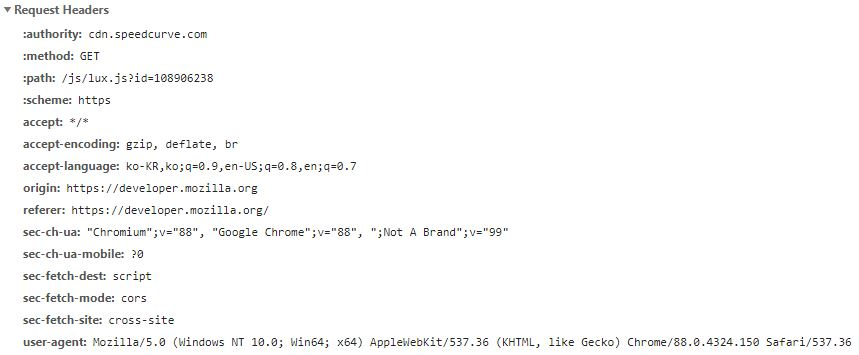 Request Headers
:authority: cdn.speedcurve.com
:method: GET
:path: /js/lux.js?id=108906238
:scheme: https
accept: */*
accept-encoding: gzip, deflate, br
accept-language: ko-KR,ko;q=0.9,en-US;q=0.8,en;q=0.7
origin: https://developer.mozilla.org
referer: https://developer.mozilla.org/
sec-ch-ua: "Chromium";v="88", "Google Chrome";v="88", ";Not A Brand";v="99"
sec-ch-ua-mobile: ?0
sec-fetch-dest: script
sec-fetch-mode: cors
sec-fetch-site: cross-site
user-agent: Mozilla/5.0 (Windows NT 10.0; Win64; x64) AppleWebKit/537.36 (KHTML, like Gecko) Chrome/88.0.4324.150 Safari/537.36